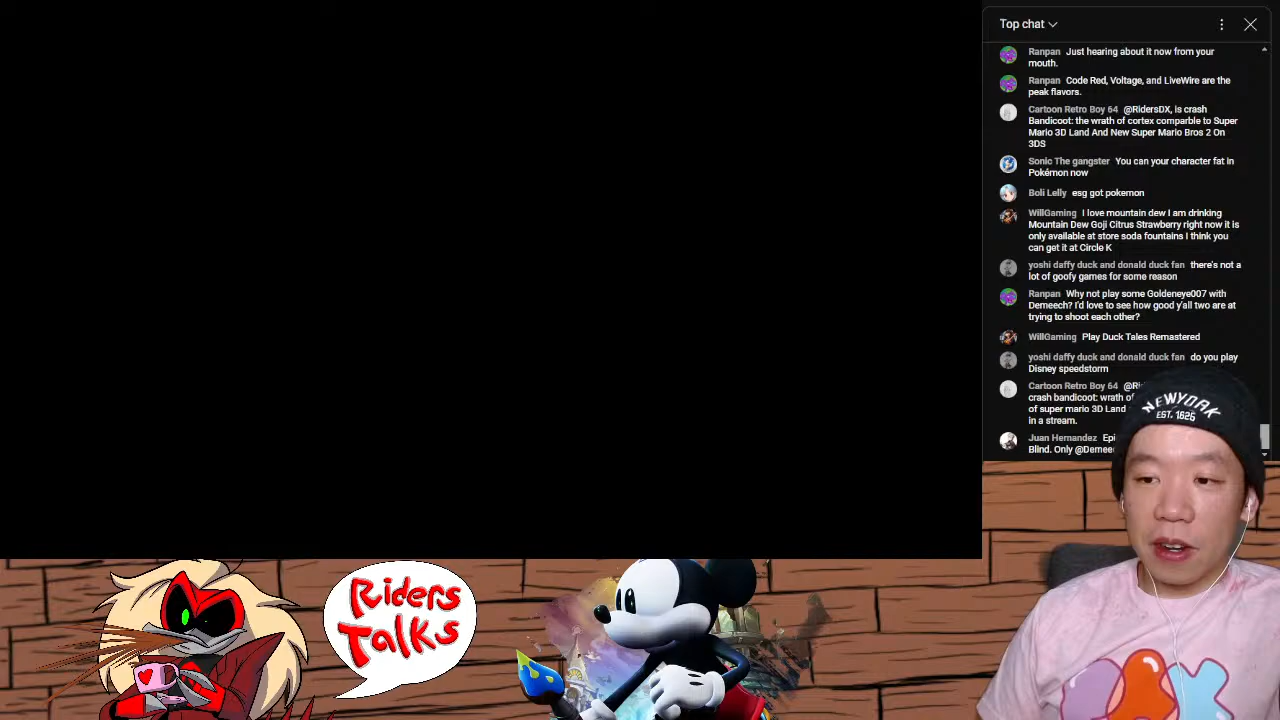 Top chat
Ranpan Just hearing about it now from your
mouth.
Ranpan Code Red, Voltage, and LiveWire are the
peak flavors.
Cartoon Retro Boy 64 @RidersDX, is crash
Bandicoot: the wrath of cortex comparble to Super
Mario 3D Land And New Super Mario Bros 2 On
3DS
Sonic The gangster You can your character fat in
Pokémon now
Boli Lelly esg got pokemon
WillGaming I love mountain dew I am drinking
Mountain Dew Goji Citrus Strawberry right now it is
only available at store soda fountains I think you
can get it at Circle K
yoshi daffy duck and donald duck fan there's not a
lot of goofy games for some reason
Ranpan Why not play some Goldeneye007 with
Demeech? I'd love to see how good y'all two are at
trying to shoot each other?
WillGaming Play Duck Tales Remastered
yoshi daffy duck and donald duck fan do you play
Disney speedstorm
Cartoon Retro Boy 64
crash bandicoot: wrath
of super mario 3D Land
in a stream.
Juan Hernandez
Blind. Only
NEWYORK
EST. 1625
Riders
Talks